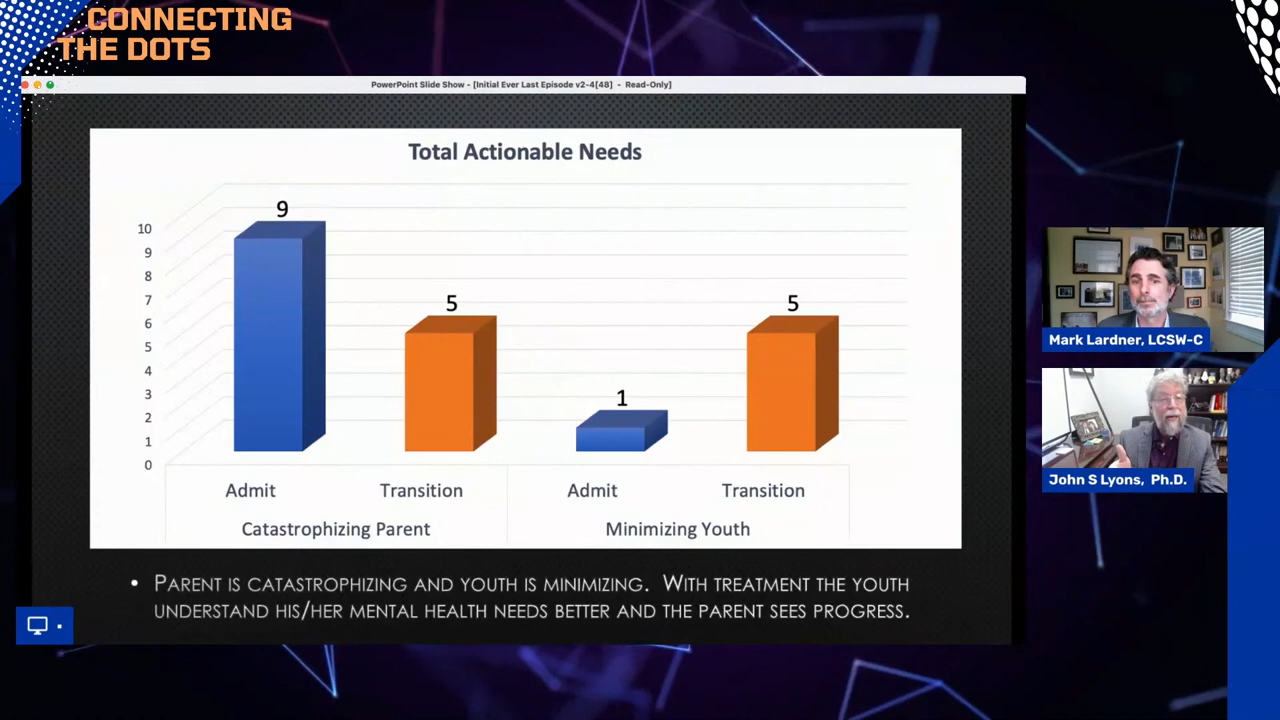 CONNECTING
THE DOTS
PowerPoint Slide Show - [Initial Ever Last Episode v2-4[48] - Read-Only]
Total Actionable Needs
9
5
1
5
10
9
8
7
6
5
4
3
2
1
0
Admit
Transition
Admit
Transition
Catastrophizing Parent
Minimizing Youth
• PARENT IS CATASTROPHIZING AND YOUTH IS MINIMIZING. WITH TREATMENT THE YOUTH
UNDERSTAND HIS/HER MENTAL HEALTH NEEDS BETTER AND THE PARENT SEES PROGRESS.
Mark Lardner, LCSW-C
John S Lyons, Ph.D.